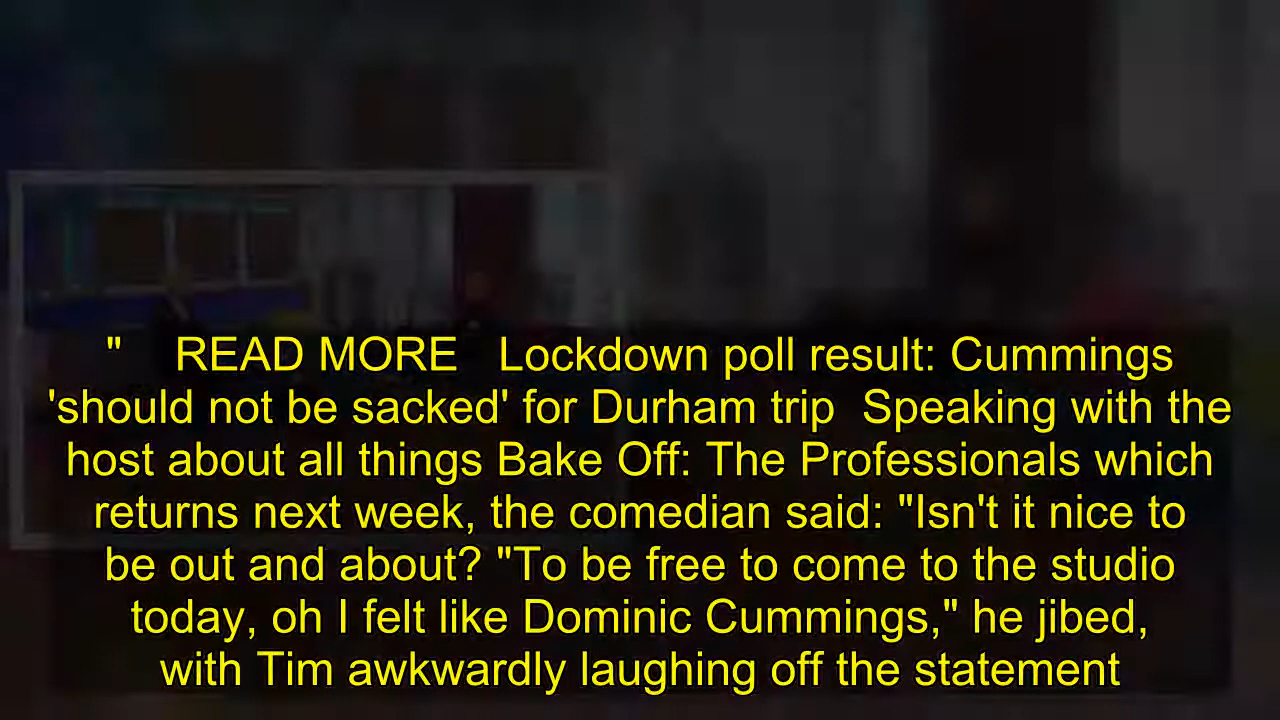 " READ MORE Lockdown poll result: Cummings
'should not be sacked' for Durham trip Speaking with the
host about all things Bake Off: The Professionals which
returns next week, the comedian said: "Isn't it nice to
be out and about? "To be free to come to the studio
today, oh I felt like Dominic Cummings," he jibed,
with Tim awkwardly laughing off the statement